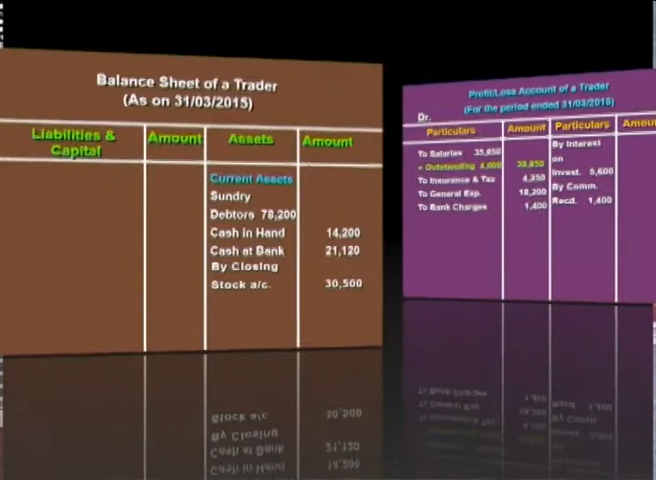 Balance Sheet of a Trader
(As on 31/03/2015)
Liabilities & Capital Amount Assets Amount
Current Assets
Sundry
Debtors 78,200
Cash in Hand 14,200
Cash at Bank 21,120
By Closing
Stock a/c. 30,500
Profit/Loss Account of a Trader
(For the period ended 31/03/2015)
Dr.
Particulars Amount Particulars Amoun
To Salaries 35,850
+ Outstanding 4,000 39,850
To Insurance & Tax 4,250
To General Exp. 18,200
To Bank Charges 1,400
By Interest
on
Invest. 5,600
By Comm.
Recd. 1,400